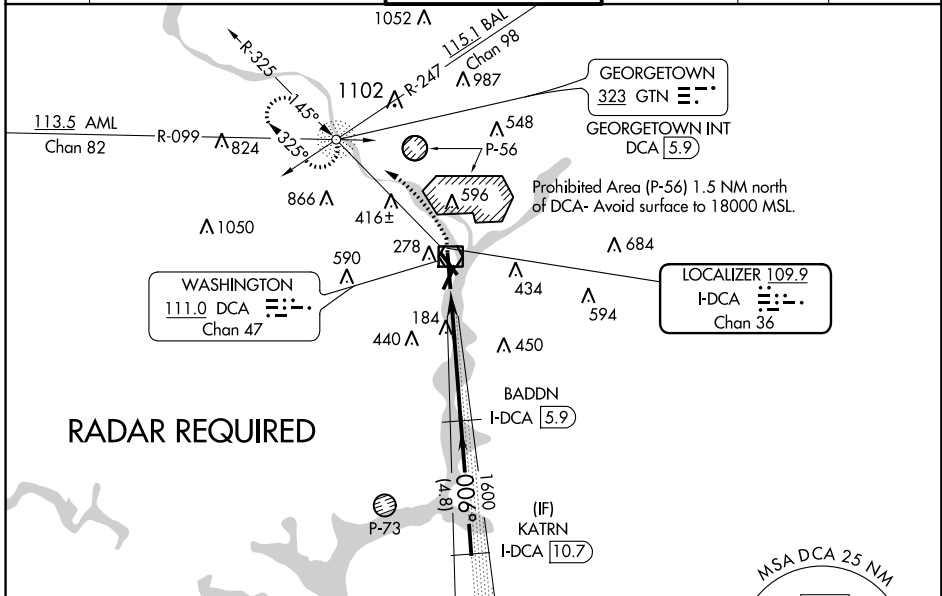 1052
115.1 BAL
Chan 98
R-247
R-325
145°
325°
1102
987
GEORGETOWN
323 GTN
GEORGETOWN INT
DCA 5.9
113.5 AML
Chan 82
R-099
824
548
P-56
866
416±
596
Prohibited Area (P-56) 1.5 NM north
of DCA- Avoid surface to 18000 MSL.
1050
278
684
590
434
594
WASHINGTON
111.0 DCA
Chan 47
LOCALIZER 109.9
I-DCA
Chan 36
184
440
450
BADDN
I-DCA 5.9
RADAR REQUIRED
1600
006°
(4.8)
(IF)
KATRN
I-DCA 10.7
P-73
MSA DCA 25 NM